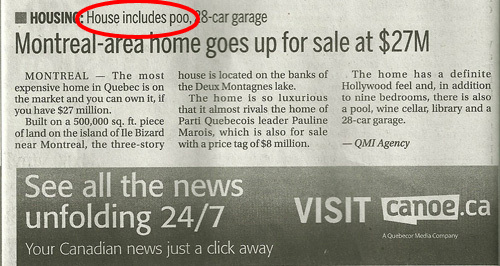 HOUSING: House includes poo, 28-car garage
Montreal-area home goes up for sale at $27M
MONTREAL — The most
expensive home in Quebec is on
the market and you can own it, if
you have $27 million.
Built on a 500,000 sq. ft. piece
of land on the island of Ile Bizard
near Montreal, the three-story
house is located on the banks of
the Deux Montagnes lake.
The home is so luxurious
that it almost rivals the home of
Parti Quebecois leader Pauline
Marois, which is also for sale
with a price tag of $8 million.
The home has a definite
Hollywood feel and, in addition
to nine bedrooms, there is also
a pool, wine cellar, library and a
28-car garage.
— QMI Agency
See all the news
unfolding 24/7
Your Canadian news just a click away
VISIT canoe.ca
A Quebecor Media Company